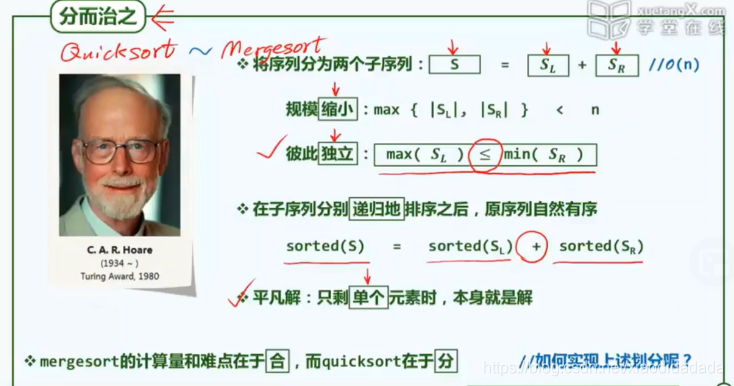 分而治之
xuetangX.com
学堂在线
Quicksort ~ Mergesort
❖ 将序列分为两个子序列： S = S_L + S_R //O(n)
规模 缩小 ：max { |S_L|, |S_R| } < n
彼此 独立 ： max( S_L ) ≤ min( S_R )
❖ 在子序列分别 递归地 排序之后，原序列自然有序
C. A. R. Hoare
(1934 ~ )
Turing Award, 1980
sorted(S) = sorted(S_L) + sorted(S_R)
❖ 平凡解：只剩 单个 元素时，本身就是解
❖ mergesort的计算量和难点在于 合 ，而quicksort在于 分 //如何实现上述划分呢？